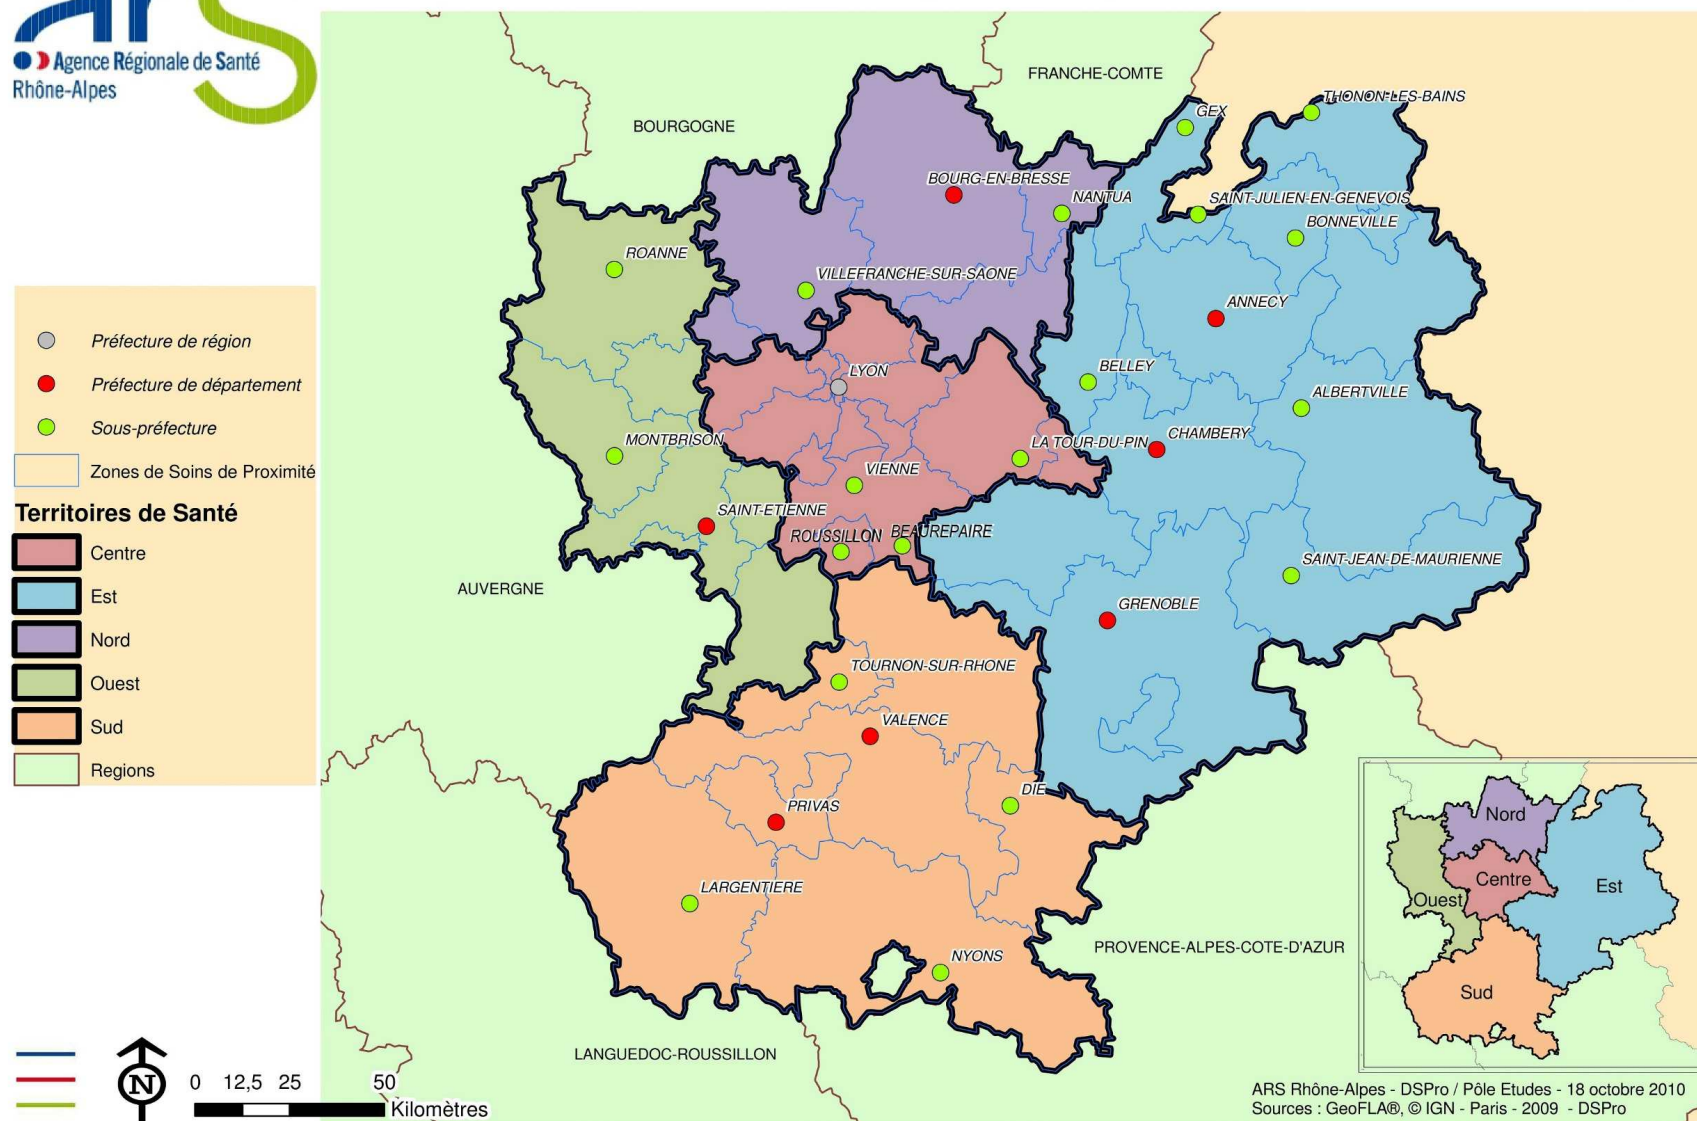 ars
Agence Régionale de Santé
Rhône-Alpes
Préfecture de région
Préfecture de département
Sous-préfecture
Zones de Soins de Proximité
Territoires de Santé
Centre
Est
Nord
Ouest
Sud
Regions
FRANCHE-COMTE
BOURGOGNE
THONON-LES-BAINS
GEX
BOURG-EN-BRESSE
NANTUA
SAINT-JULIEN-EN-GENEVOIS
BONNEVILLE
ROANNE
VILLEFRANCHE-SUR-SAONE
ANNECY
LYON
BELLEY
ALBERTVILLE
MONTBRISON
LA TOUR-DU-PIN
CHAMBERY
VIENNE
SAINT-ETIENNE
ROUSSILLON
BEAUREPAIRE
SAINT-JEAN-DE-MAURIENNE
AUVERGNE
GRENOBLE
TOURNON-SUR-RHONE
VALENCE
DIE
PRIVAS
LARGENTIERE
PROVENCE-ALPES-COTE-D'AZUR
NYONS
LANGUEDOC-ROUSSILLON
Nord
Centre
Est
Ouest
Sud
N
0 12,5 25 50
Kilomètres
ARS Rhône-Alpes - DSPro / Pôle Etudes - 18 octobre 2010
Sources : GeoFLA®, © IGN - Paris - 2009 - DSPro